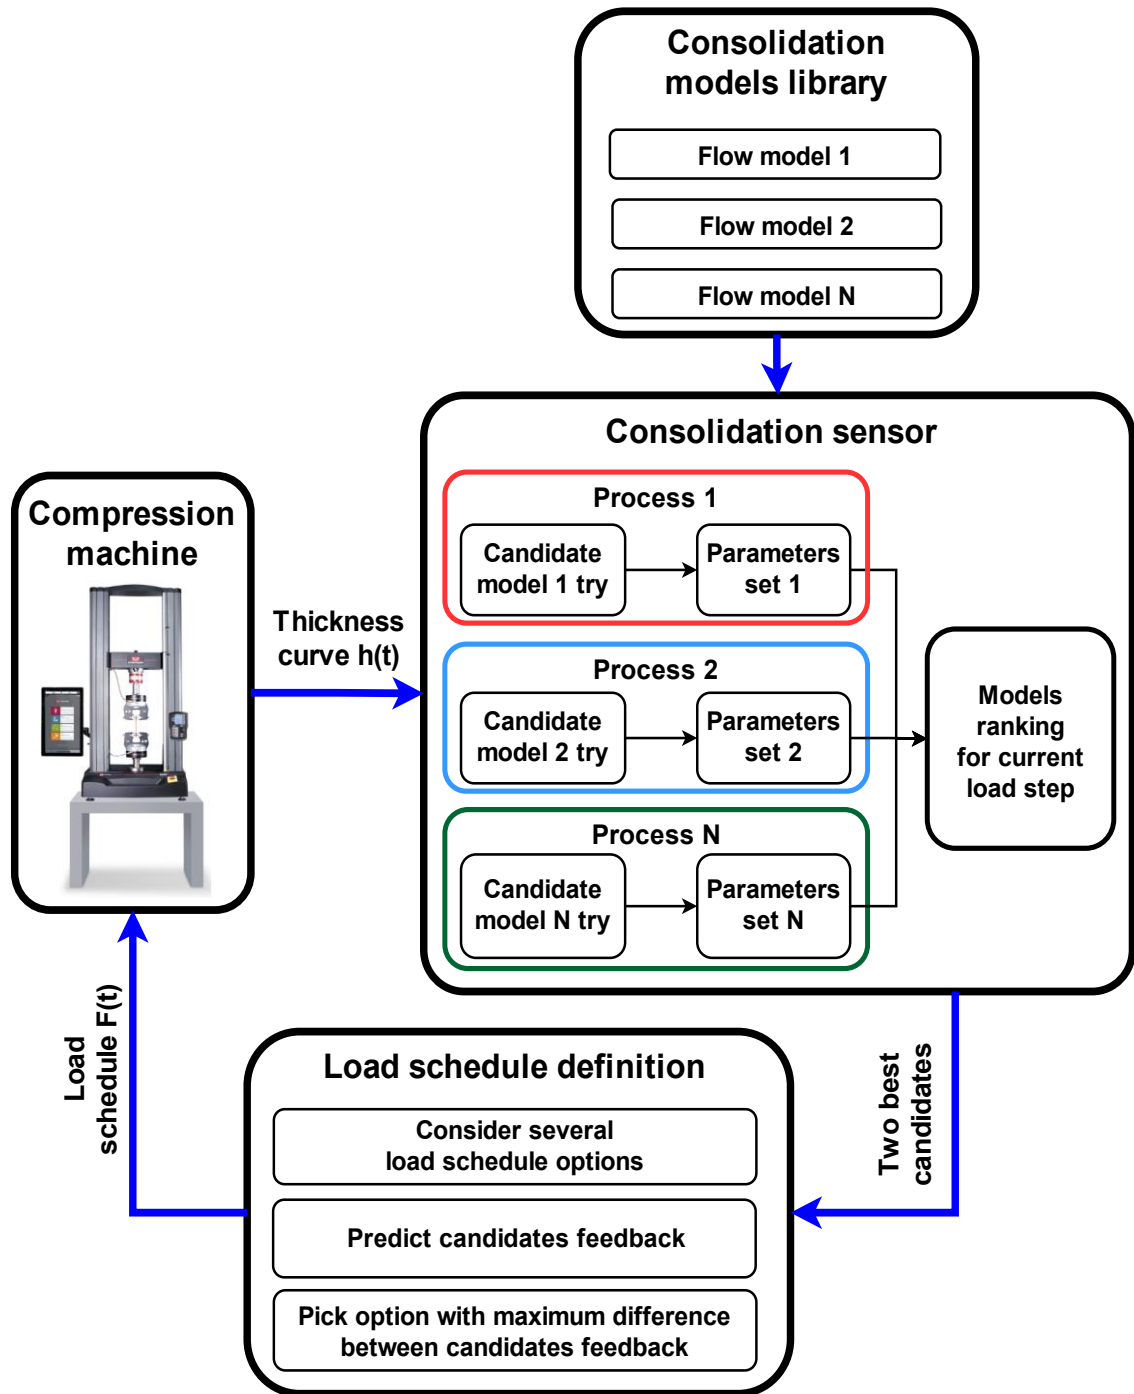 Consolidation
models library
Flow model 1
Flow model 2
Flow model N
Consolidation sensor
Process 1
Candidate
model 1 try
Parameters
set 1
Process 2
Candidate
model 2 try
Parameters
set 2
Process N
Candidate
model N try
Parameters
set N
Models
ranking
for current
load step
Compression
machine
Thickness
curve h(t)
Load
schedule F(t)
Two best
candidates
Load schedule definition
Consider several
load schedule options
Predict candidates feedback
Pick option with maximum difference
between candidates feedback